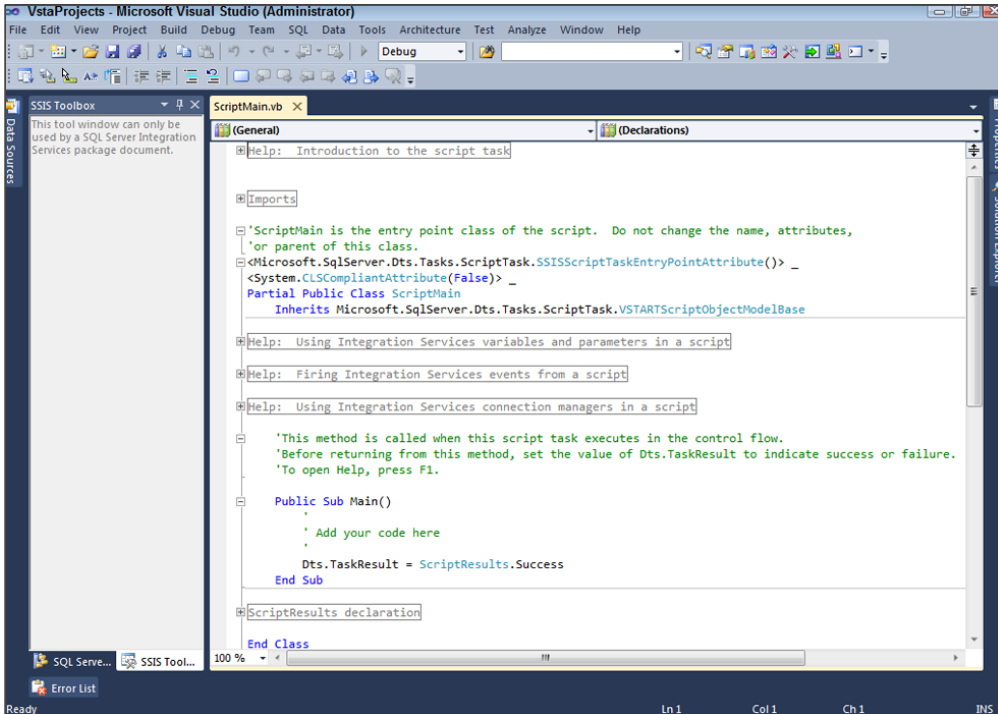 VstaProjects - Microsoft Visual Studio (Administrator)
File Edit View Project Build Debug Team SQL Data Tools Architecture Test Analyze Window Help
Debug
SSIS Toolbox
ScriptMain.vb
This tool window can only be
used by a SQL Server Integration
Services package document.
Data Sources
(General)
(Declarations)
Help:  Introduction to the script task
Imports
'ScriptMain is the entry point class of the script.  Do not change the name, attributes,
'or parent of this class.
<Microsoft.SqlServer.Dts.Tasks.ScriptTask.SSISScriptTaskEntryPointAttribute()> _
<System.CLSCompliantAttribute(False)> _
Partial Public Class ScriptMain
Inherits Microsoft.SqlServer.Dts.Tasks.ScriptTask.VSTARTScriptObjectModelBase
Help:  Using Integration Services variables and parameters in a script
Help:  Firing Integration Services events from a script
Help:  Using Integration Services connection managers in a script
'This method is called when this script task executes in the control flow.
'Before returning from this method, set the value of Dts.TaskResult to indicate success or failure.
'To open Help, press F1.
Public Sub Main()
'
' Add your code here
'
Dts.TaskResult = ScriptResults.Success
End Sub
ScriptResults declaration
End Class
100 %
SQL Serve...
SSIS Tool...
Error List
Ready
Ln 1 Col 1 Ch 1 INS